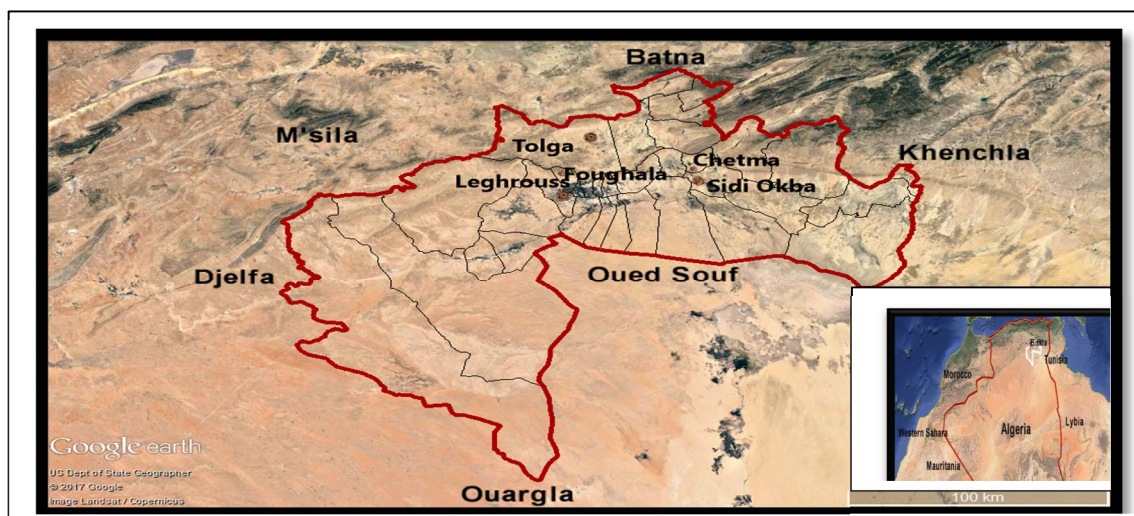 Batna
M'sila
Tolga
Khenchla
Chetma
Foughala
Leghrouss
Sidi Okba
Djelfa
Oued Souf
Ouargla
Google earth
US Dept of State Geographer
© 2017 Google
Image Landsat / Copernicus
Biskra
Tunisia
Morocco
Western Sahara
Algeria
Lybia
Mauritania
100 km